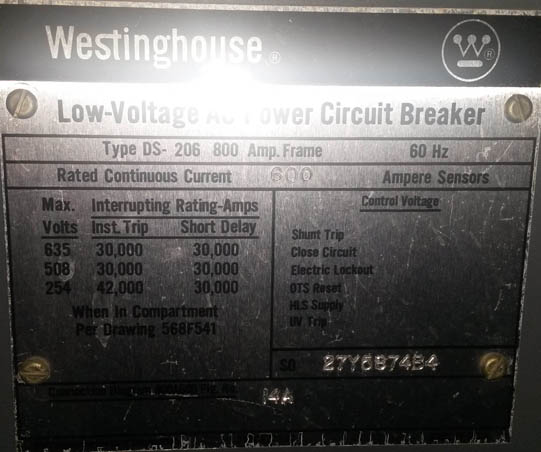 Westinghouse ®
W ®
Low-Voltage AC Power Circuit Breaker
Type DS- 206 800 Amp. Frame 60 Hz
Rated Continuous Current 600 Ampere Sensors
Max. Interrupting Rating-Amps
Volts Inst. Trip Short Delay
635 30,000 30,000
508 30,000 30,000
254 42,000 30,000
When In Compartment
Per Drawing 568F541
Control Voltage
Shunt Trip
Close Circuit
Electric Lockout
OTS Reset
HLS Supply
UV Trip
SO 27Y5874B4
14A